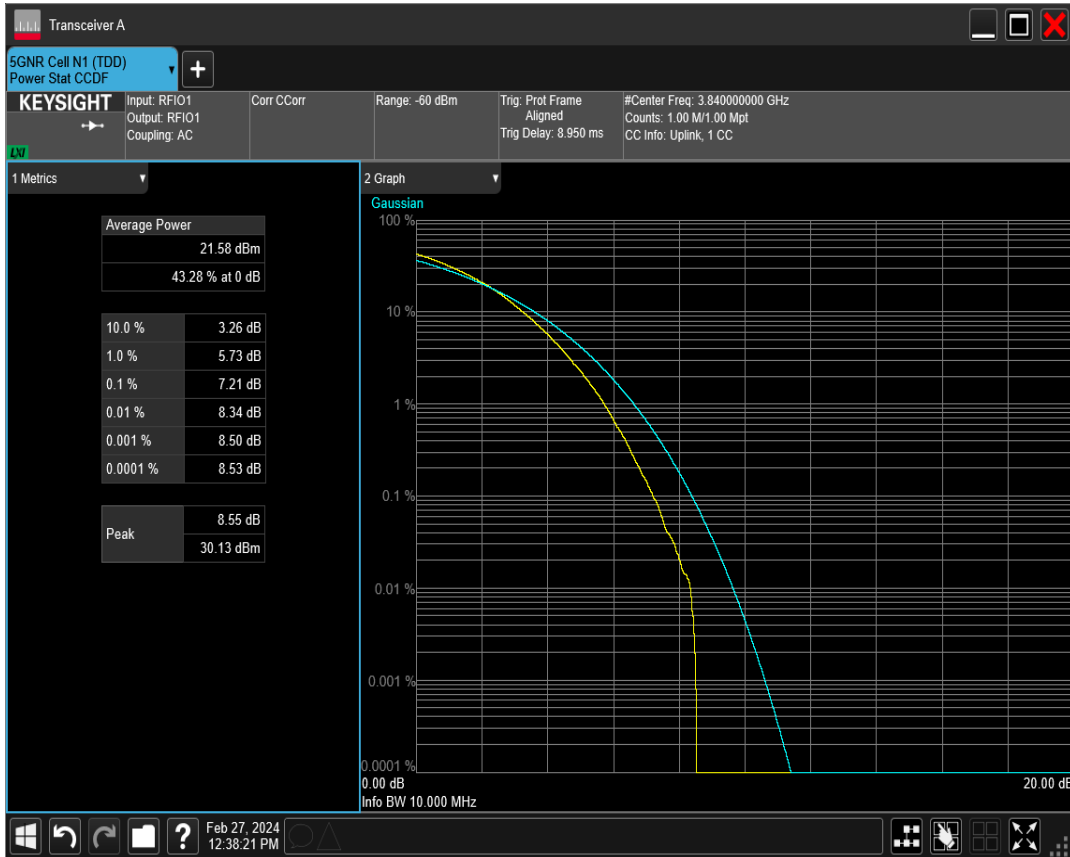 Transceiver A
5GNR Cell N1 (TDD)
Power Stat CCDF
+
KEYSIGHT
LXI
Input: RFIO1
Output: RFIO1
Coupling: AC
Corr CCorr
Range: -60 dBm
Trig: Prot Frame
Aligned
Trig Delay: 8.950 ms
#Center Freq: 3.840000000 GHz
Counts: 1.00 M/1.00 Mpt
CC Info: Uplink, 1 CC
1 Metrics
Average Power
21.58 dBm
43.28 % at 0 dB
10.0 % 3.26 dB
1.0 % 5.73 dB
0.1 % 7.21 dB
0.01 % 8.34 dB
0.001 % 8.50 dB
0.0001 % 8.53 dB
Peak
8.55 dB
30.13 dBm
2 Graph
Gaussian
100 %
10 %
1 %
0.1 %
0.01 %
0.001 %
0.0001 %
0.00 dB 20.00 dB
Info BW 10.000 MHz
?
Feb 27, 2024
12:38:21 PM